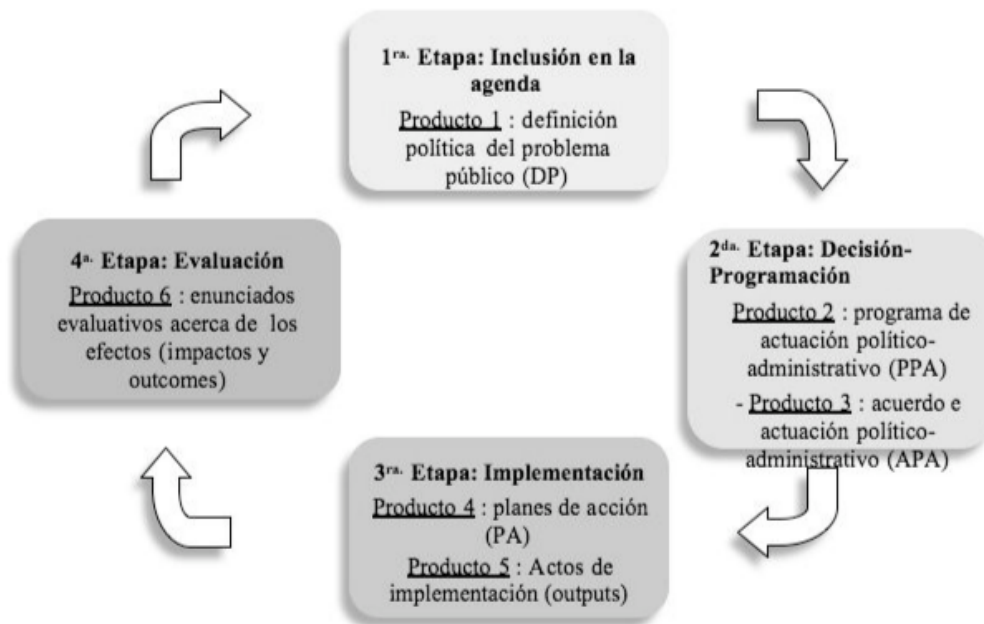 1ra. Etapa: Inclusión en la
agenda
Producto 1 : definición
política del problema
público (DP)
2da. Etapa: Decisión-
Programación
Producto 2 : programa de
actuación político-
administrativo (PPA)
- Producto 3 : acuerdo e
actuación político-
administrativo (APA)
3ra. Etapa: Implementación
Producto 4 : planes de acción
(PA)
Producto 5 : Actos de
implementación (outputs)
4a. Etapa: Evaluación
Producto 6 : enunciados
evaluativos acerca de los
efectos (impactos y
outcomes)